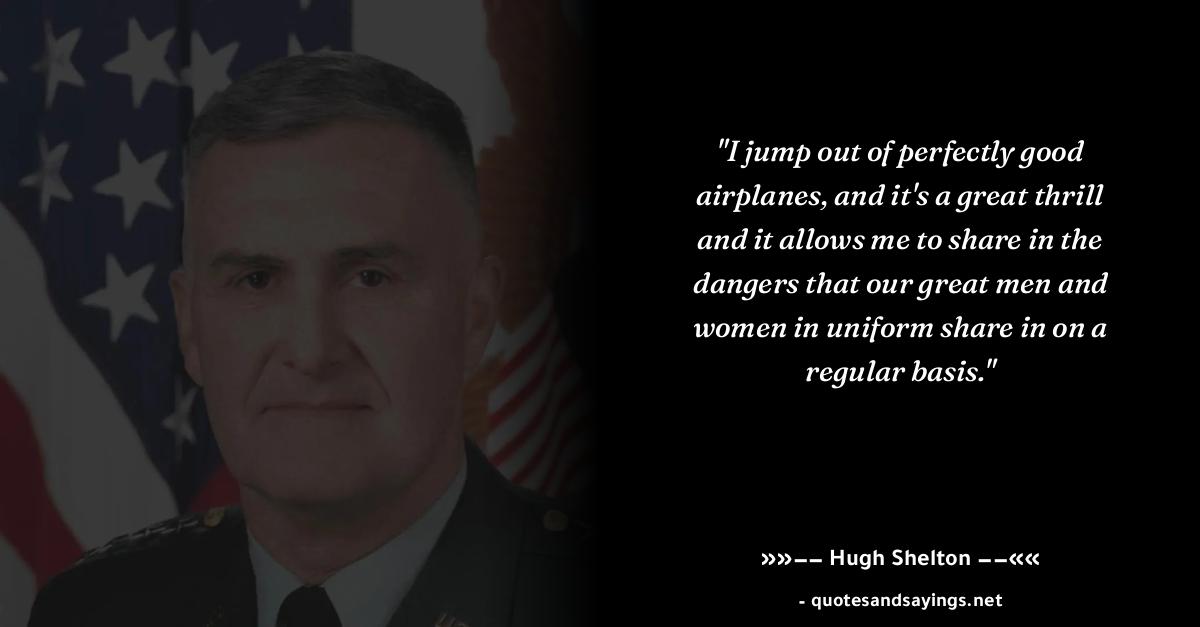 "I jump out of perfectly good
airplanes, and it's a great thrill
and it allows me to share in the
dangers that our great men and
women in uniform share in on a
regular basis."
»»–– Hugh Shelton ––««
- quotesandsayings.net